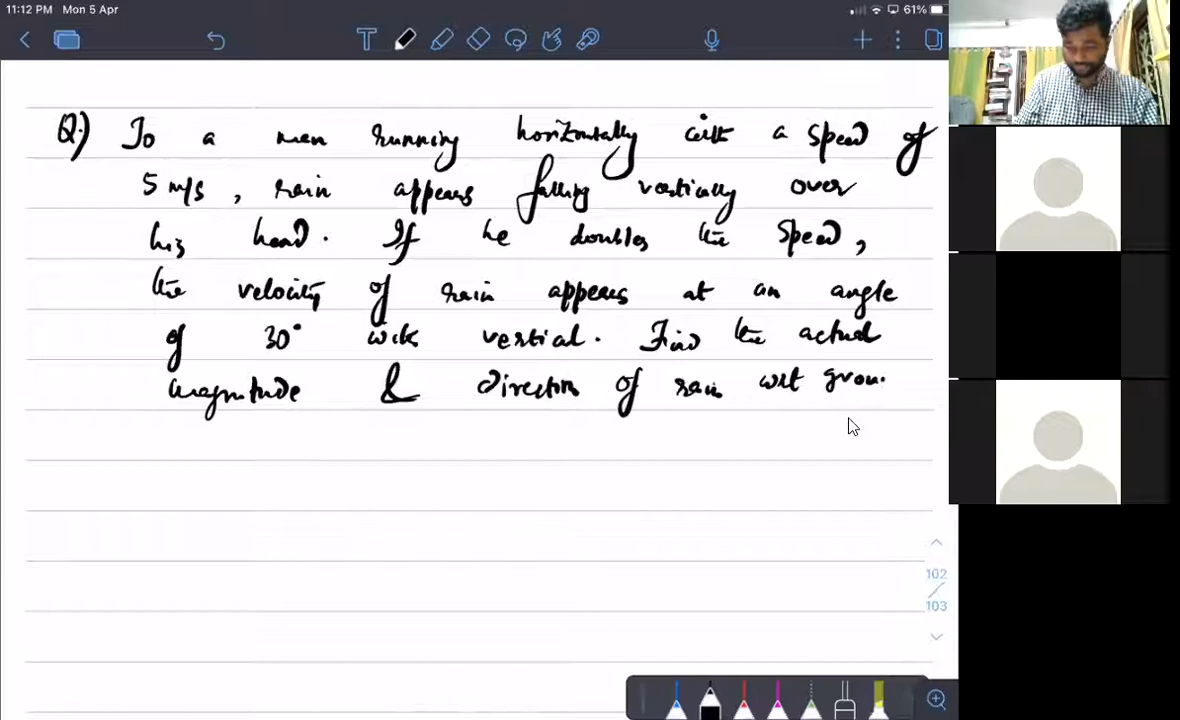 11:12 PM Mon 5 Apr
61%
Q.) To a man running horizontally with a speed of
5 m/s, rain appears falling vertically over
his head. If he doubles the speed,
the velocity of rain appears at an angle
of 30° with vertial. Find the actual
magnitude & direction of rain wrt groun
102
103